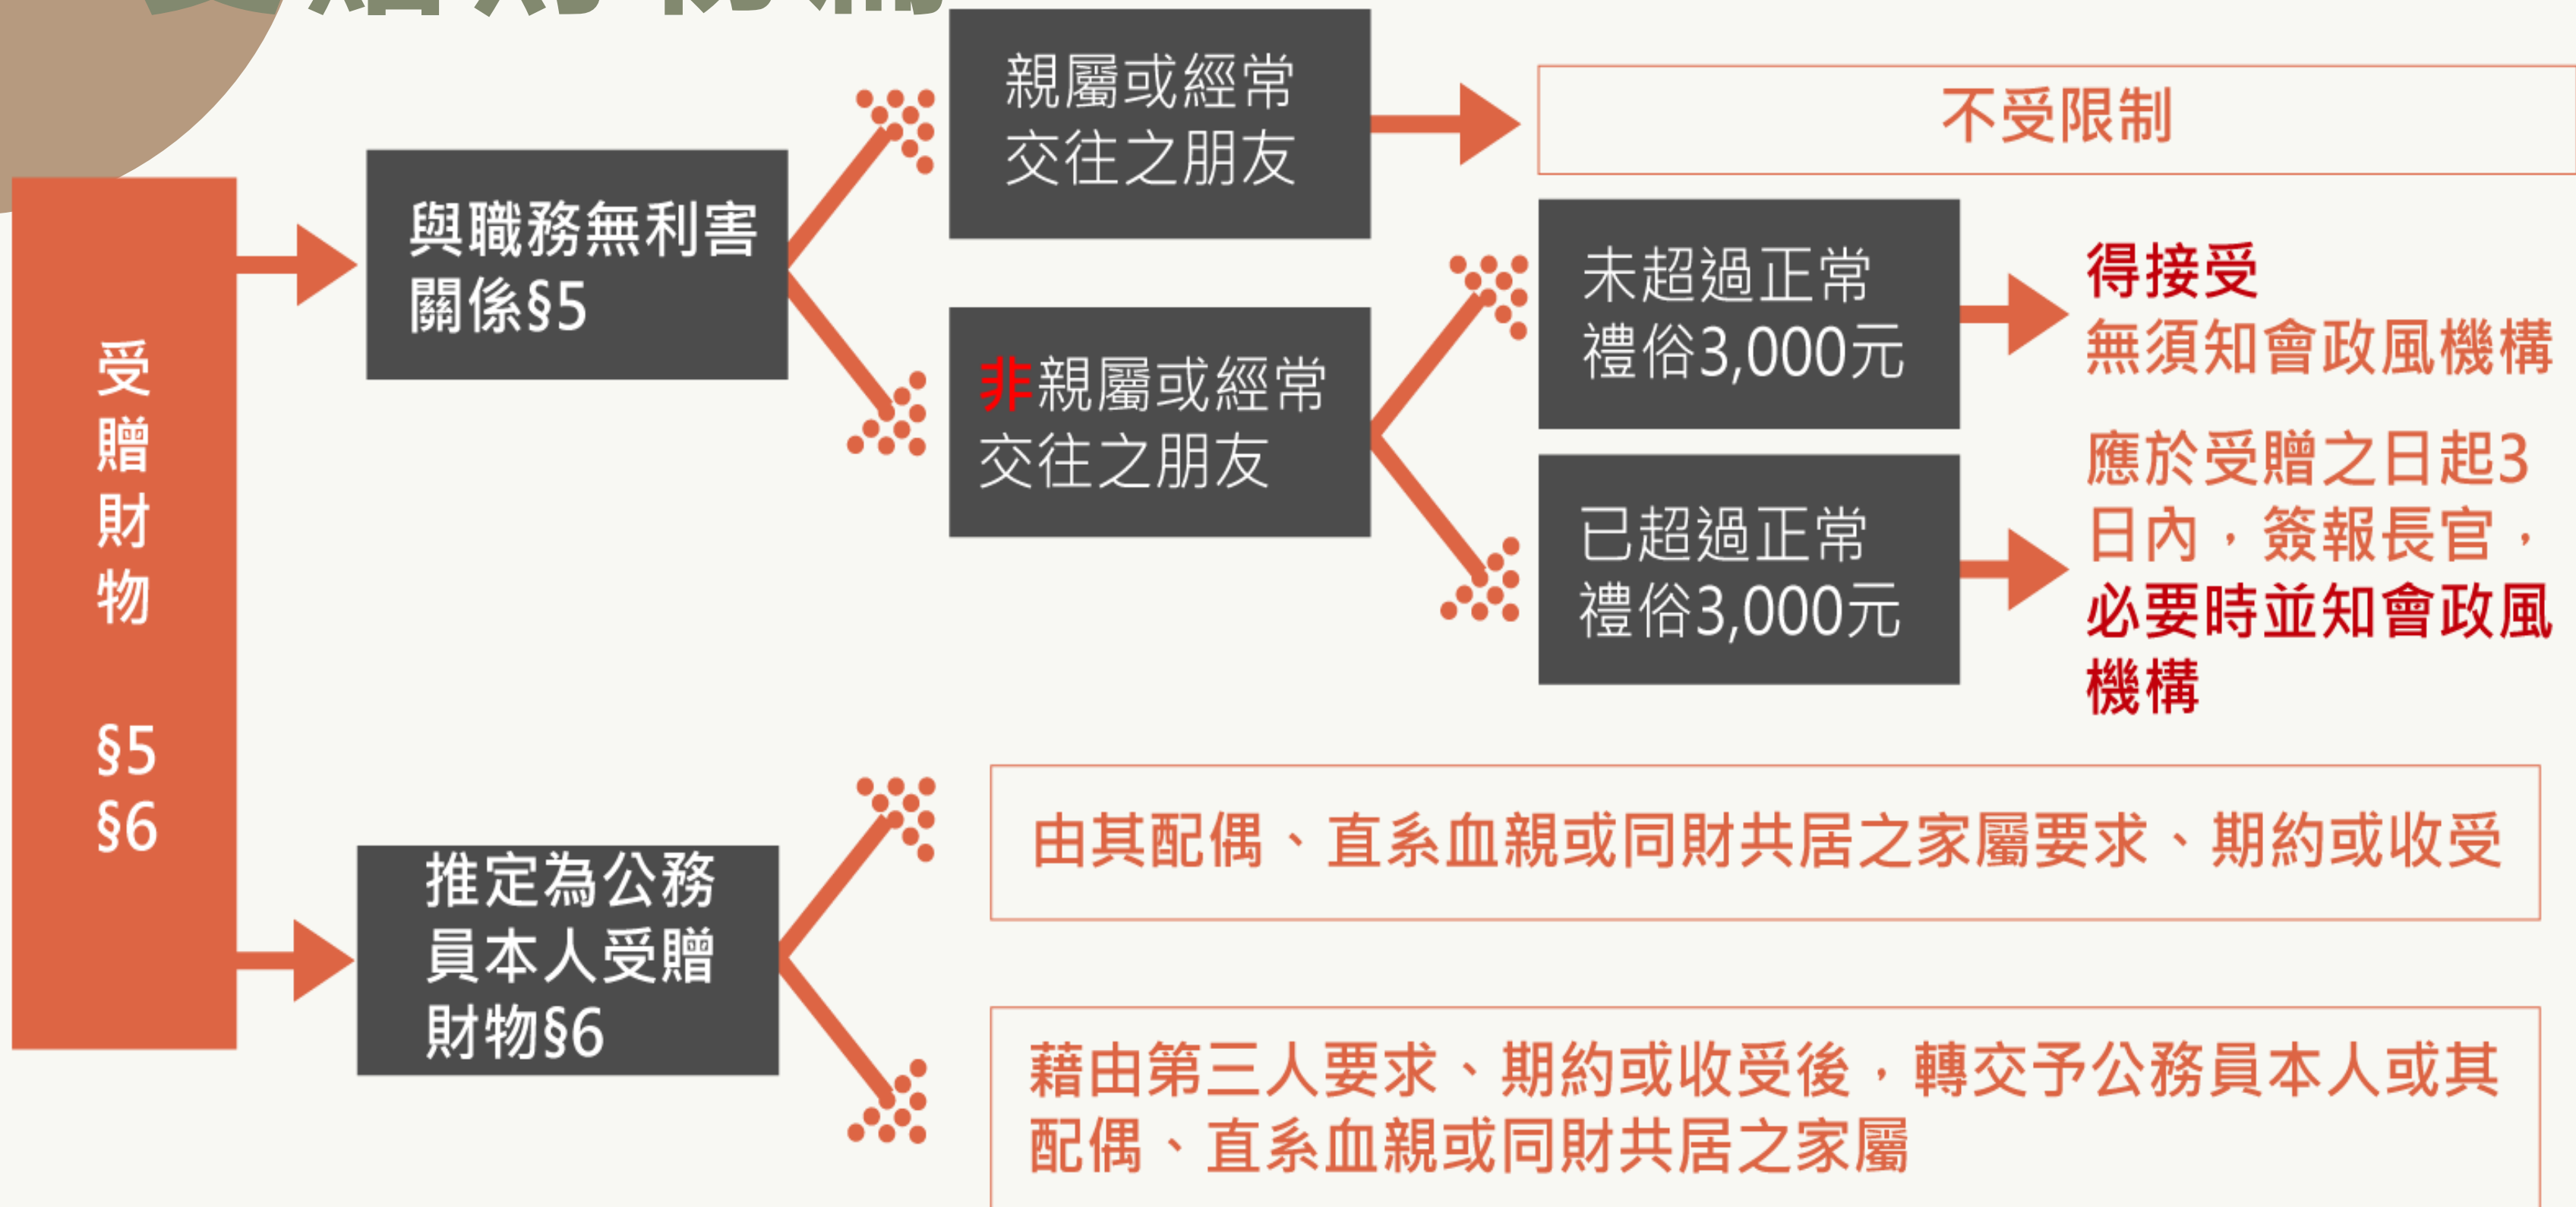 受
贈
財
物
§5
§6
與職務無利害
關係§5
親屬或經常
交往之朋友
不受限制
非親屬或經常
交往之朋友
未超過正常
禮俗3,000元
得接受
無須知會政風機構
已超過正常
禮俗3,000元
應於受贈之日起3
日內，簽報長官，
必要時並知會政風
機構
推定為公務
員本人受贈
財物§6
由其配偶、直系血親或同財共居之家屬要求、期約或收受
藉由第三人要求、期約或收受後，轉交予公務員本人或其
配偶、直系血親或同財共居之家屬